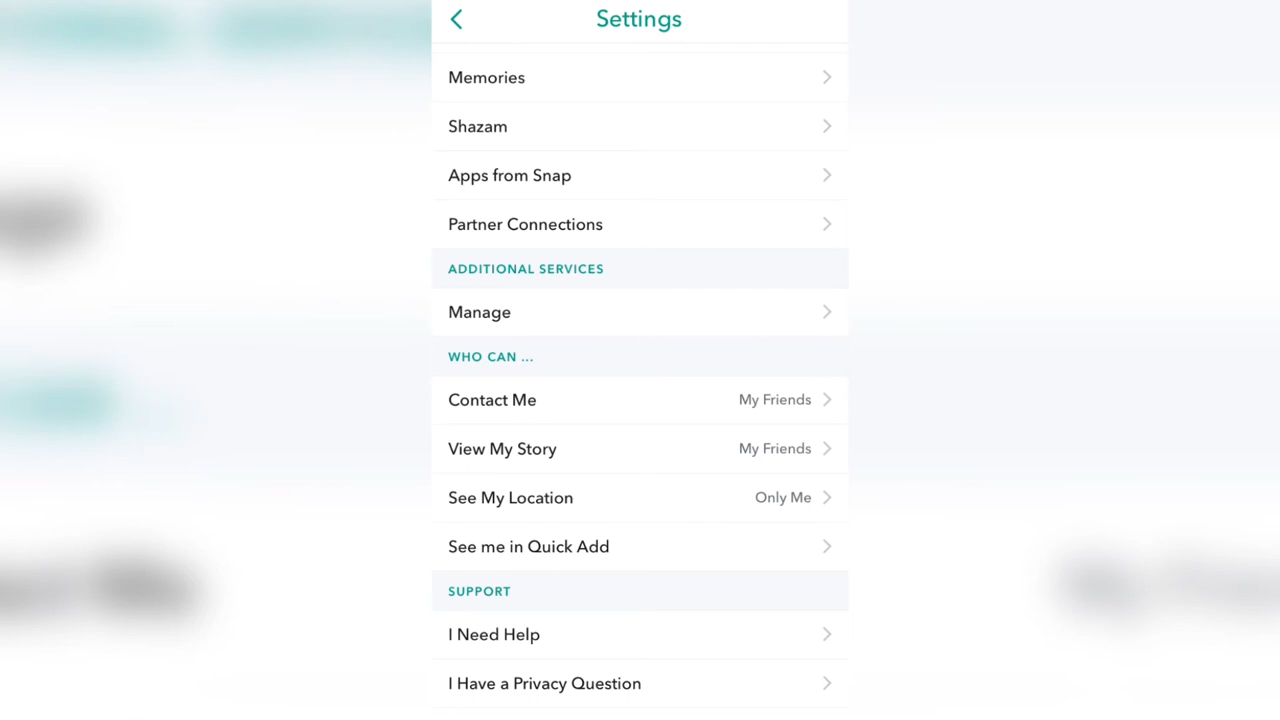 Settings
Memories
Shazam
Apps from Snap
Partner Connections
ADDITIONAL SERVICES
Manage
WHO CAN ...
Contact Me My Friends
View My Story My Friends
See My Location Only Me
See me in Quick Add
SUPPORT
I Need Help
I Have a Privacy Question